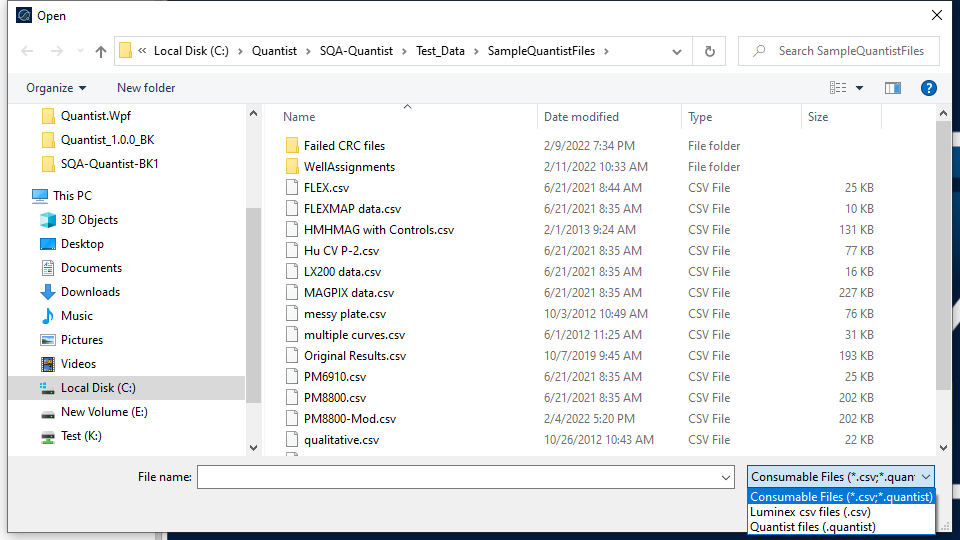 Open
« Local Disk (C:) › Quantist › SQA-Quantist › Test_Data › SampleQuantistFiles ›
Search SampleQuantistFiles
Organize New folder
Quantist.Wpf
Quantist_1.0.0_BK
SQA-Quantist-BK1
This PC
3D Objects
Desktop
Documents
Downloads
Music
Pictures
Videos
Local Disk (C:)
New Volume (E:)
Test (K:)
Name Date modified Type Size
Failed CRC files 2/9/2022 7:34 PM File folder
WellAssignments 2/11/2022 10:33 AM File folder
FLEX.csv 6/21/2021 8:44 AM CSV File 25 KB
FLEXMAP data.csv 6/21/2021 8:35 AM CSV File 10 KB
HMHMAG with Controls.csv 2/1/2013 9:24 AM CSV File 131 KB
Hu CV P-2.csv 6/21/2021 8:35 AM CSV File 77 KB
LX200 data.csv 6/21/2021 8:35 AM CSV File 16 KB
MAGPIX data.csv 6/21/2021 8:35 AM CSV File 227 KB
messy plate.csv 10/3/2012 10:49 AM CSV File 76 KB
multiple curves.csv 6/1/2012 11:25 AM CSV File 31 KB
Original Results.csv 10/7/2019 9:45 AM CSV File 193 KB
PM6910.csv 6/21/2021 8:35 AM CSV File 25 KB
PM8800.csv 6/21/2021 8:35 AM CSV File 202 KB
PM8800-Mod.csv 2/4/2022 5:20 PM CSV File 202 KB
qualitative.csv 10/26/2012 10:43 AM CSV File 22 KB
File name:
Consumable Files (*.csv;*.quant
Consumable Files (*.csv;*.quantist)
Luminex csv files (.csv)
Quantist files (.quantist)